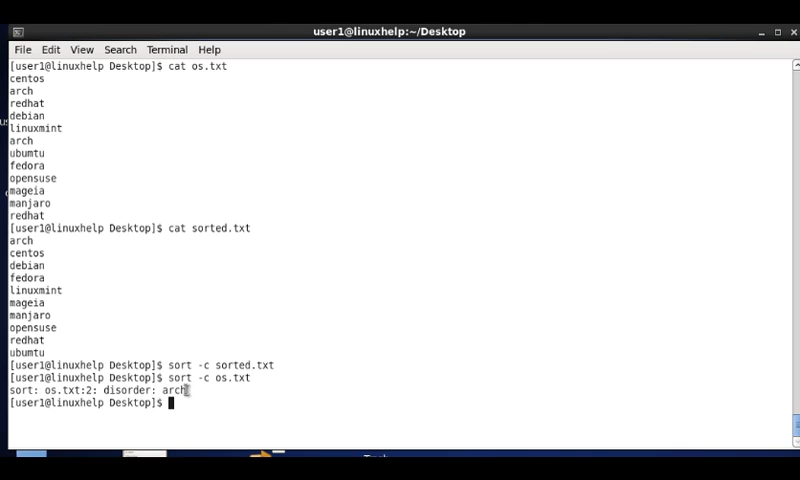 user1@linuxhelp:~/Desktop
File Edit View Search Terminal Help
[user1@linuxhelp Desktop]$ cat os.txt
centos
arch
redhat
debian
linuxmint
arch
ubumtu
fedora
opensuse
mageia
manjaro
redhat
[user1@linuxhelp Desktop]$ cat sorted.txt
arch
centos
debian
fedora
linuxmint
mageia
manjaro
opensuse
redhat
ubumtu
[user1@linuxhelp Desktop]$ sort -c sorted.txt
[user1@linuxhelp Desktop]$ sort -c os.txt
sort: os.txt:2: disorder: arch
[user1@linuxhelp Desktop]$